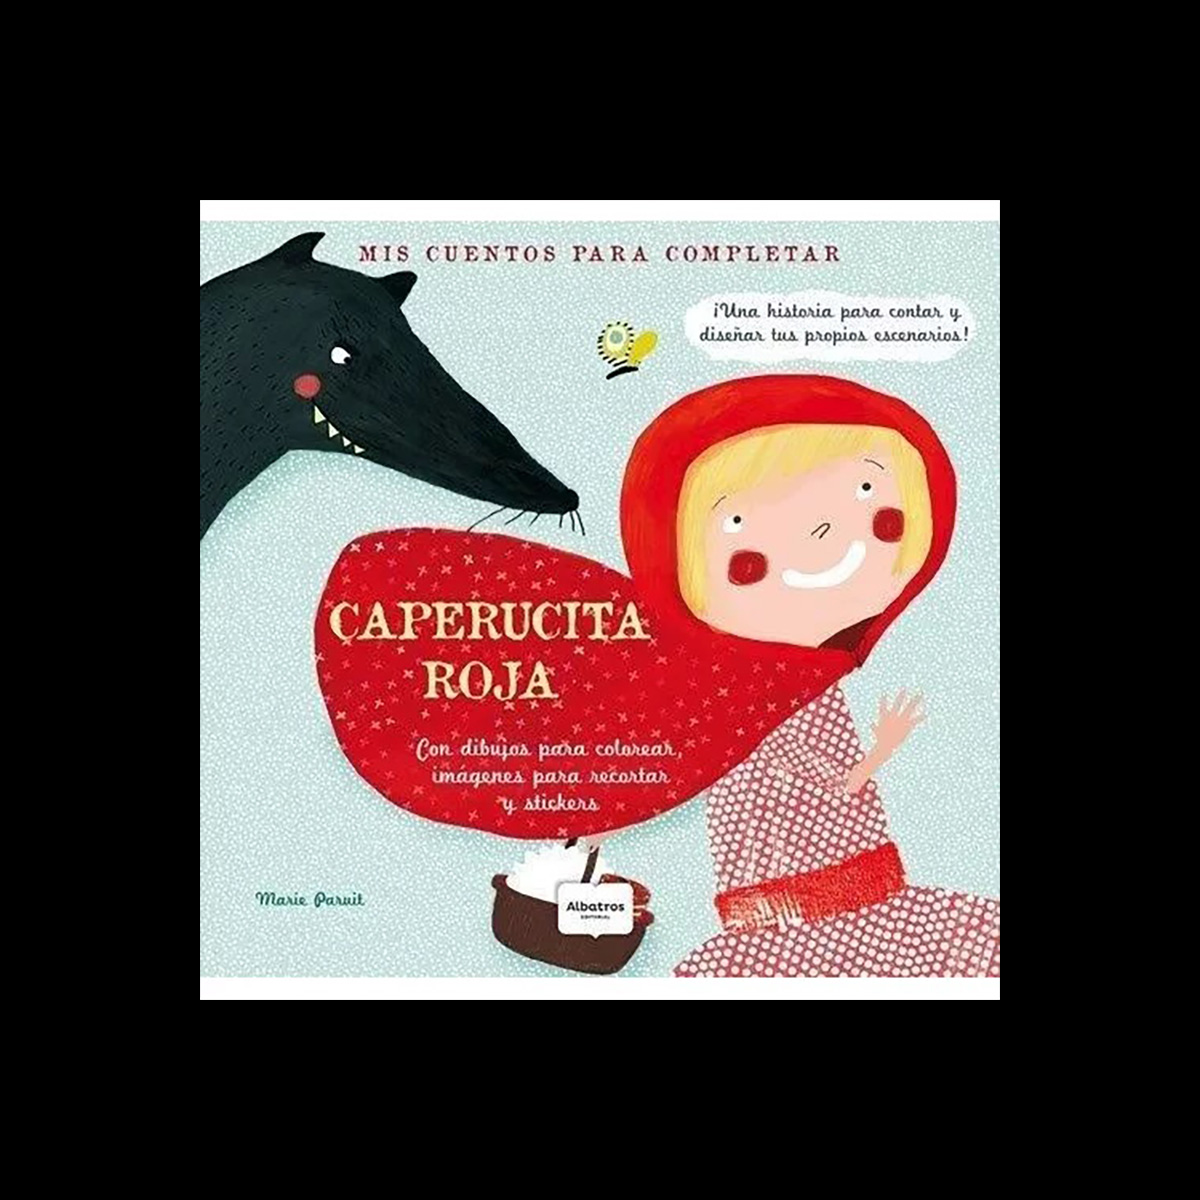 MIS CUENTOS PARA COMPLETAR
¡Una historia para contar y
diseñar tus propios escenarios!
CAPERUCITA
ROJA
Con dibujos para colorear,
imágenes para recortar
y stickers
Marie Paruit
Albatros
EDITORIAL